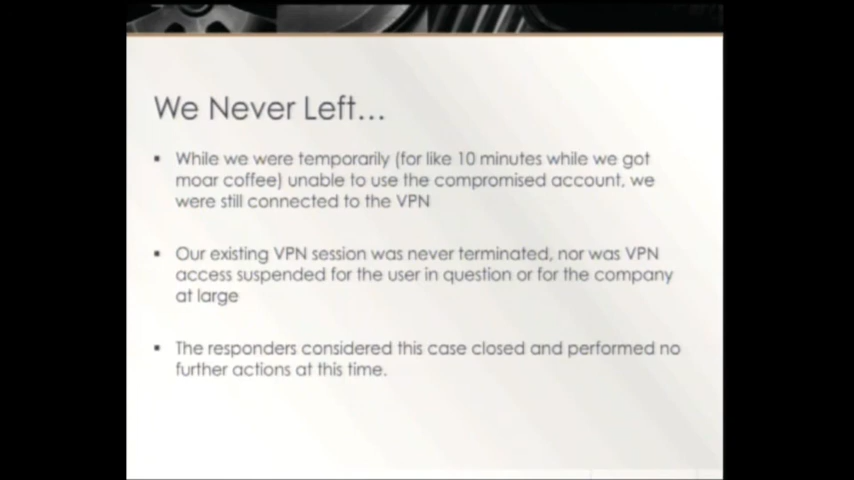 We Never Left...
▪ While we were temporarily (for like 10 minutes while we got
moar coffee) unable to use the compromised account, we
were still connected to the VPN
▪ Our existing VPN session was never terminated, nor was VPN
access suspended for the user in question or for the company
at large
▪ The responders considered this case closed and performed no
further actions at this time.